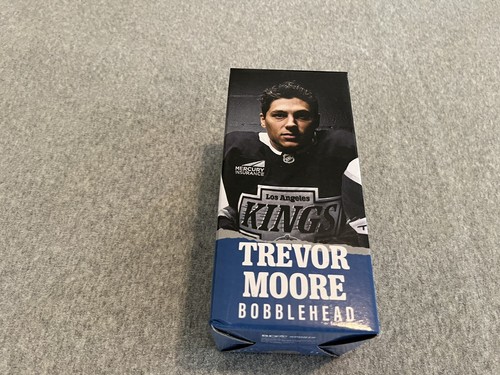 MERCURY
INSURANCE
Los Angeles
KINGS
TREVOR
MOORE
BOBBLEHEAD